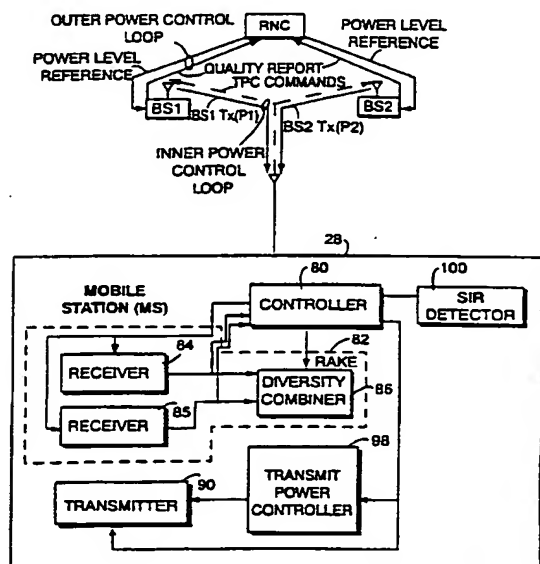 OUTER POWER CONTROL
LOOP
RNC
POWER LEVEL
REFERENCE
POWER LEVEL
REFERENCE
QUALITY REPORT
TPC COMMANDS
BS1
BS2
BS1 Tx(P1)
BS2 Tx(P2)
INNER POWER
CONTROL
LOOP
28
80
100
MOBILE
STATION (MS)
CONTROLLER
SIR
DETECTOR
84
82
RECEIVER
RAKE
DIVERSITY
COMBINER
86
85
RECEIVER
98
90
TRANSMITTER
TRANSMIT
POWER
CONTROLLER